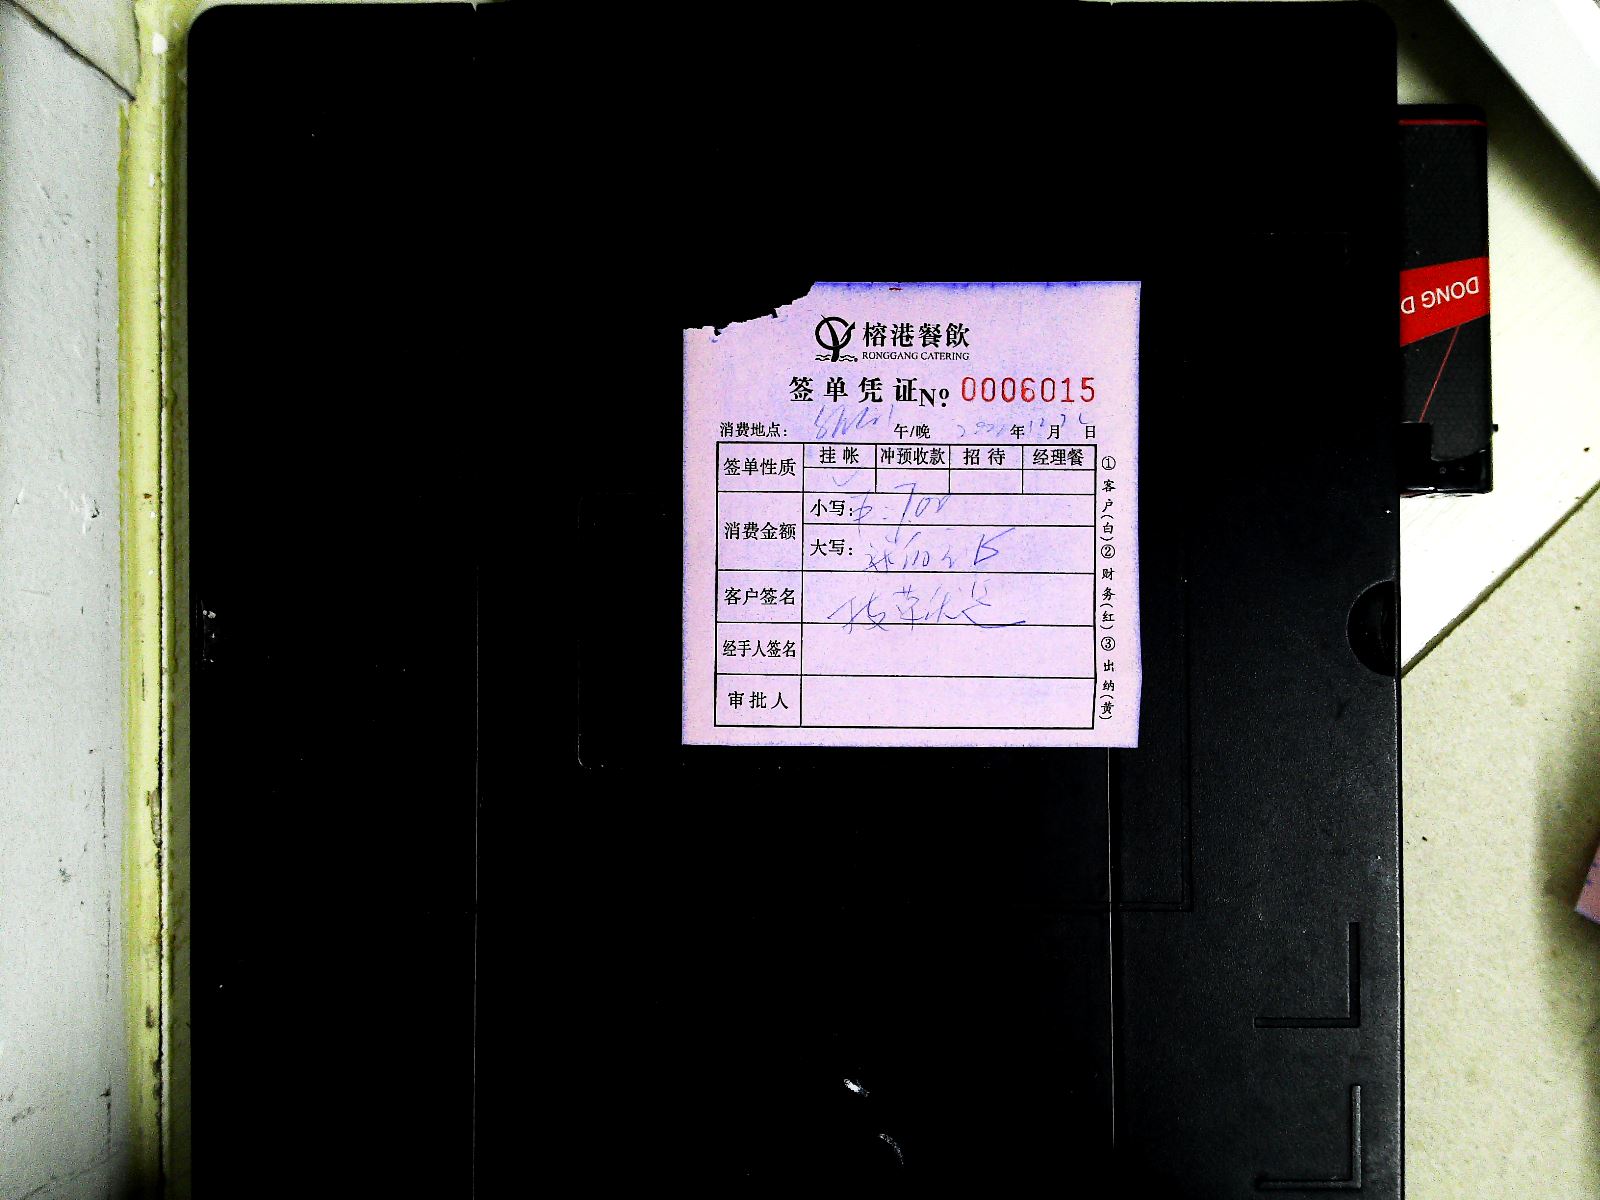 榕港餐飲
RONGGANG CATERING
签单凭证 No. 0006015
消费地点： 午/晚 年 月 日
签单性质 挂帐 冲预收款 招待 经理餐
消费金额 小写： 700
大写：
客户签名
经手人签名
审批人
①客户(白)②财务(红)③出纳(黄)
DONG D